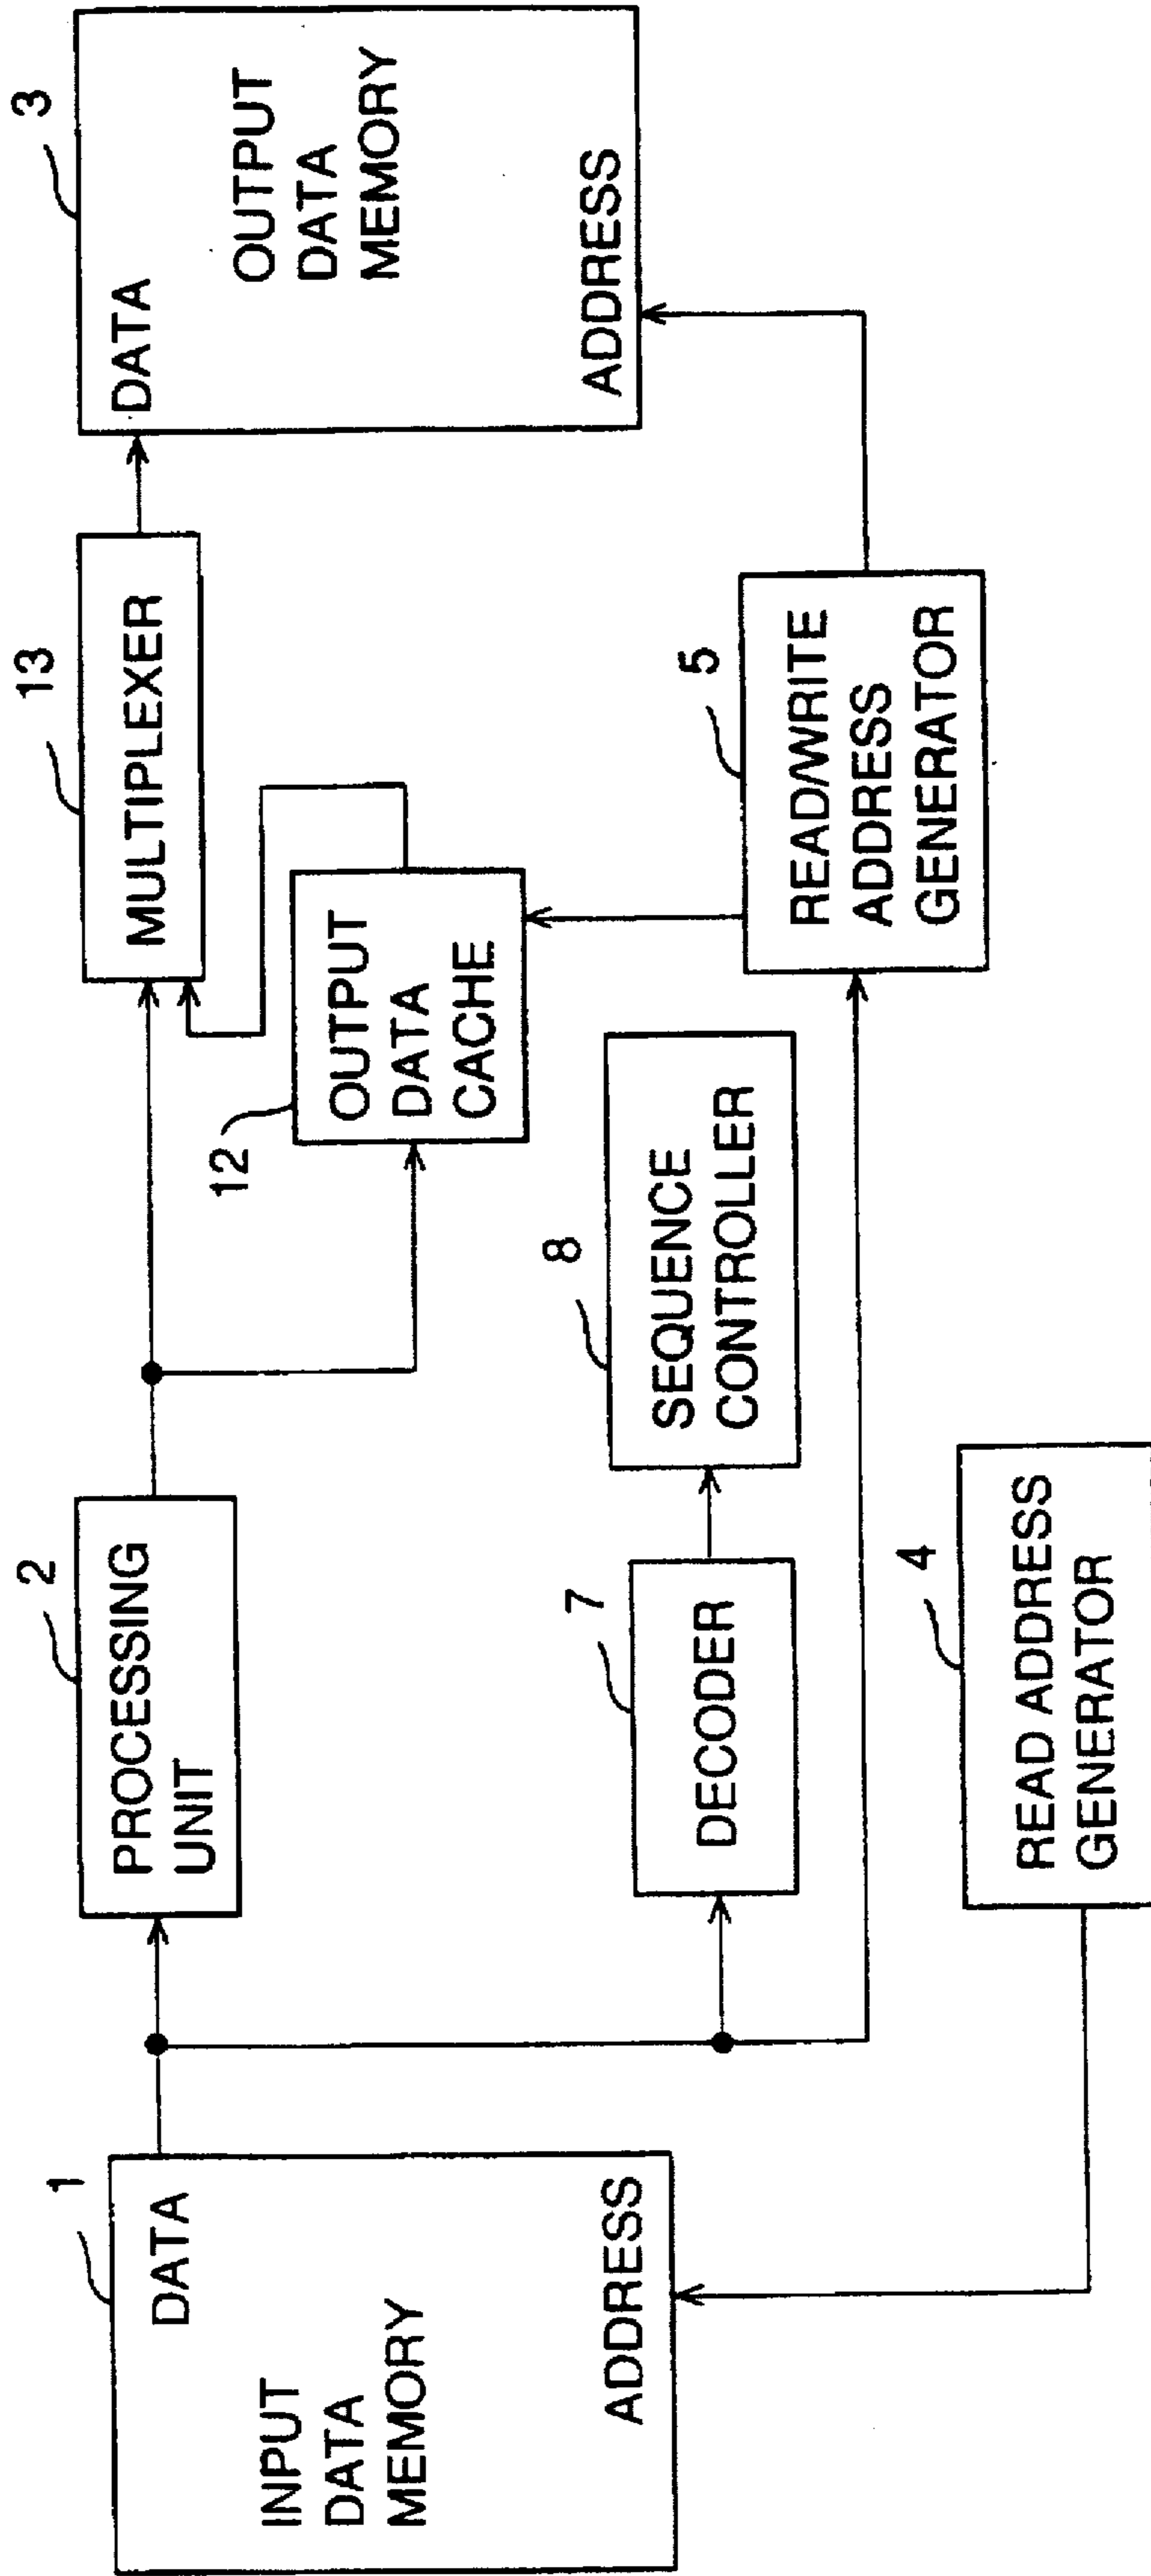 1
DATA
INPUT
DATA
MEMORY
ADDRESS
2
PROCESSING
UNIT
13
MULTIPLEXER
3
DATA
OUTPUT
DATA
MEMORY
ADDRESS
12
OUTPUT
DATA
CACHE
7
DECODER
8
SEQUENCE
CONTROLLER
5
READ/WRITE
ADDRESS
GENERATOR
4
READ ADDRESS
GENERATOR